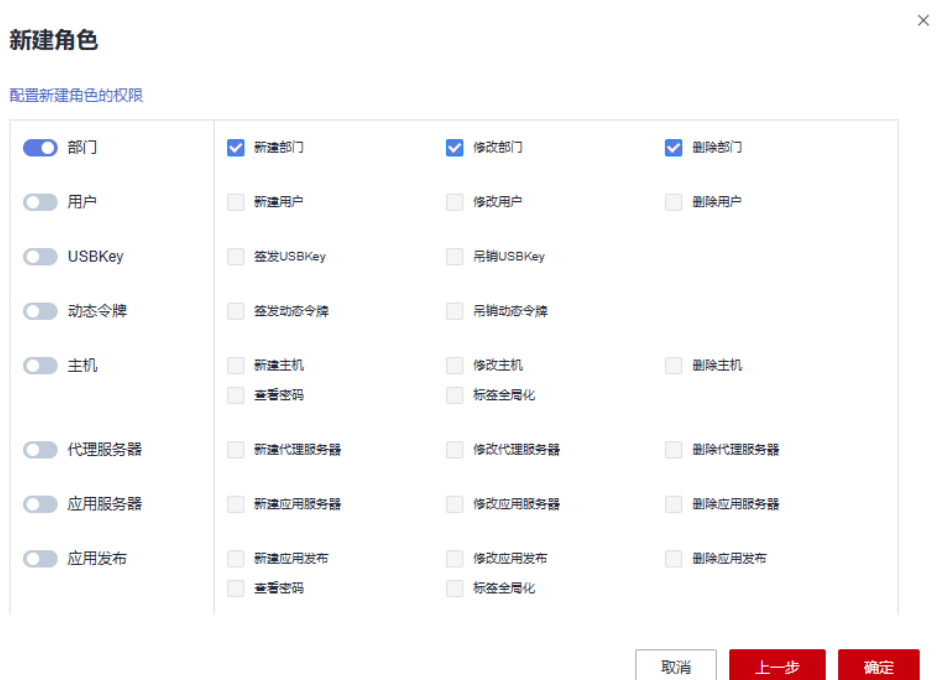 新建角色
配置新建角色的权限
部门 新建部门 修改部门 删除部门
用户 新建用户 修改用户 删除用户
USBKey 签发USBKey 吊销USBKey
动态令牌 签发动态令牌 吊销动态令牌
主机 新建主机 修改主机 删除主机
查看密码 标签全局化
代理服务器 新建代理服务器 修改代理服务器 删除代理服务器
应用服务器 新建应用服务器 修改应用服务器 删除应用服务器
应用发布 新建应用发布 修改应用发布 删除应用发布
查看密码 标签全局化
取消 上一步 确定